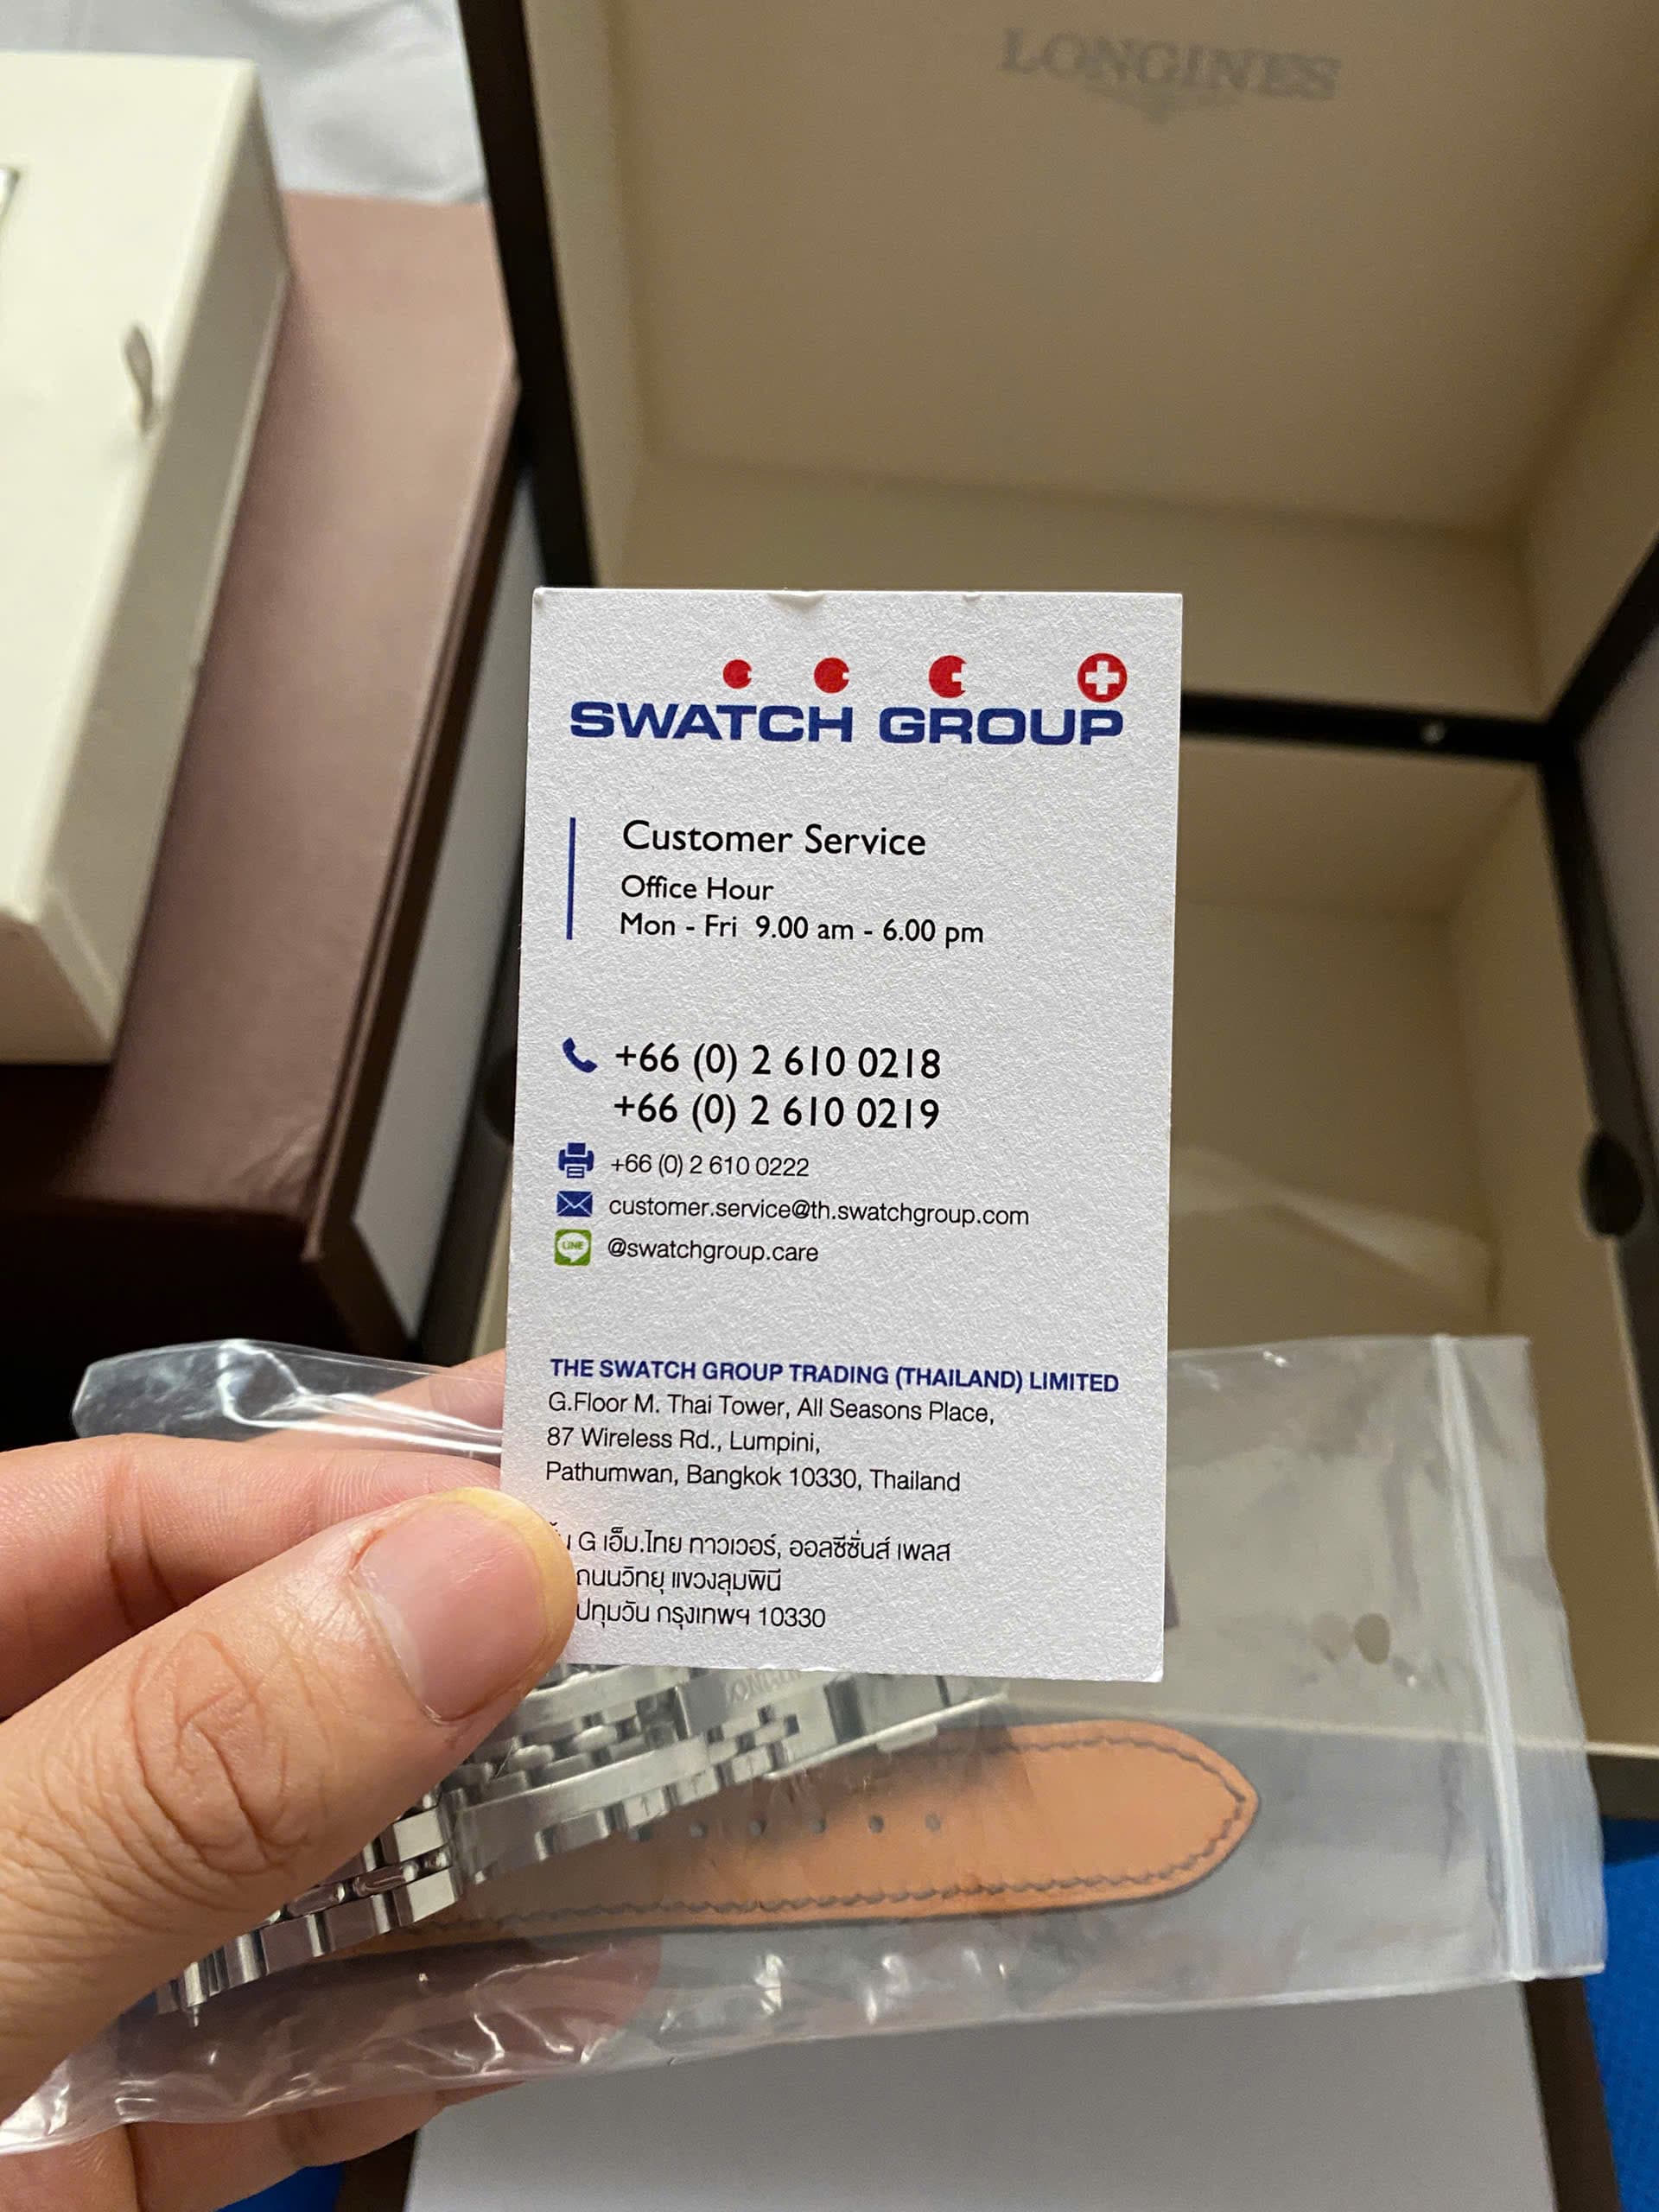 LONGINES
SWATCH GROUP
Customer Service
Office Hour
Mon - Fri 9.00 am - 6.00 pm
+66 (0) 2 610 0218
+66 (0) 2 610 0219
+66 (0) 2 610 0222
customer.service@th.swatchgroup.com
LINE @swatchgroup.care
THE SWATCH GROUP TRADING (THAILAND) LIMITED
G.Floor M. Thai Tower, All Seasons Place,
87 Wireless Rd., Lumpini,
Pathumwan, Bangkok 10330, Thailand
G เอ็ม.ไทย ทาวเวอร์, ออลซีซั่นส์ เพลส
ถนนวิทยุ แขวงลุมพินี
ปทุมวัน กรุงเทพฯ 10330